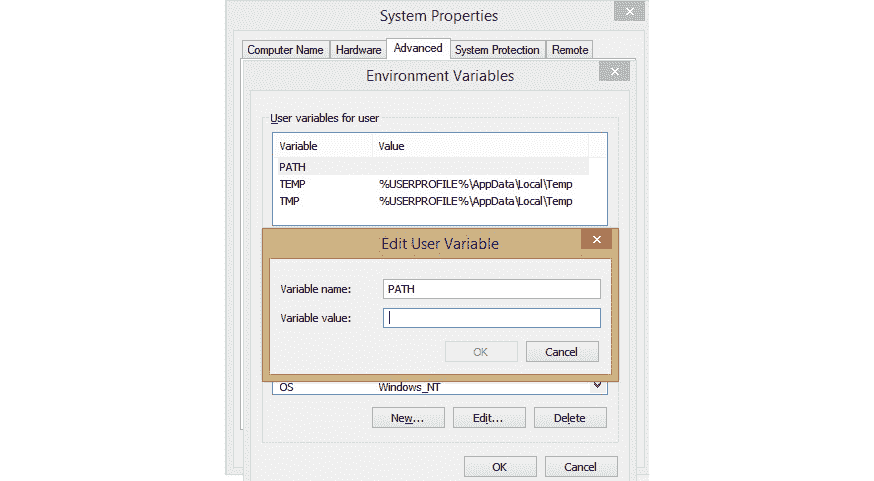 System Properties
Computer Name Hardware Advanced System Protection Remote
Environment Variables
User variables for user
Variable Value
PATH
TEMP %USERPROFILE%\AppData\Local\Temp
TMP %USERPROFILE%\AppData\Local\Temp
Edit User Variable
Variable name: PATH
Variable value:
OK Cancel
OS Windows_NT
New... Edit... Delete
OK Cancel